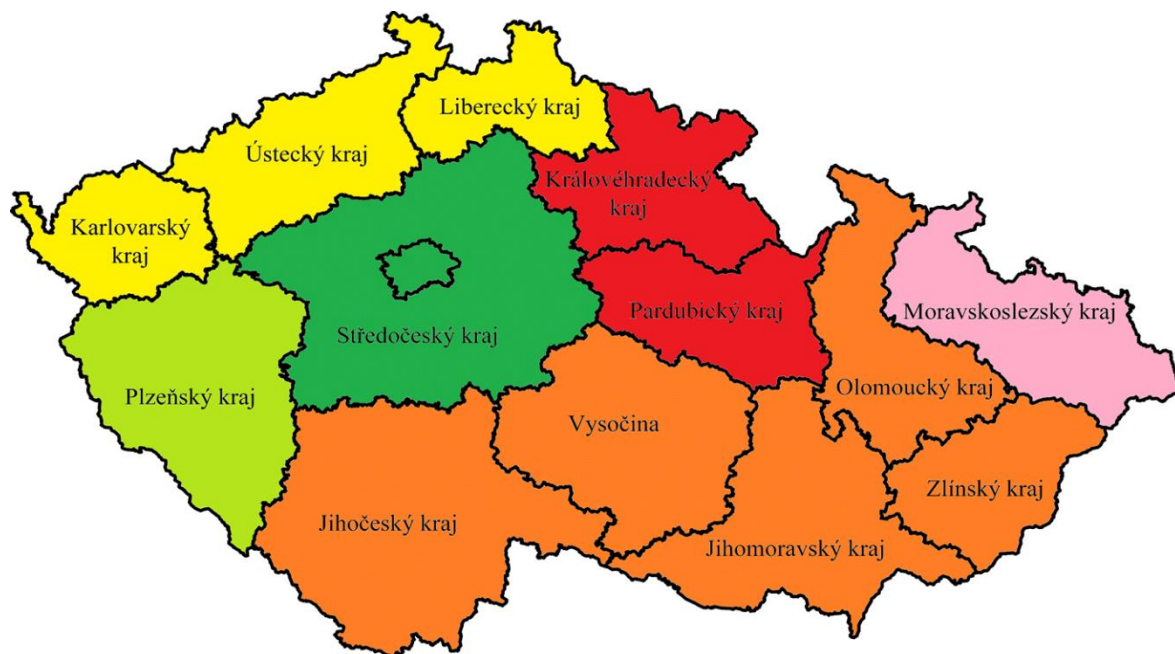 Liberecký kraj
Ústecký kraj
Královéhradecký
kraj
Karlovarský
kraj
Moravskoslezský kraj
Pardubický kraj
Středočeský kraj
Olomoucký kraj
Plzeňský kraj
Vysočina
Zlínský kraj
Jihočeský kraj
Jihomoravský kraj